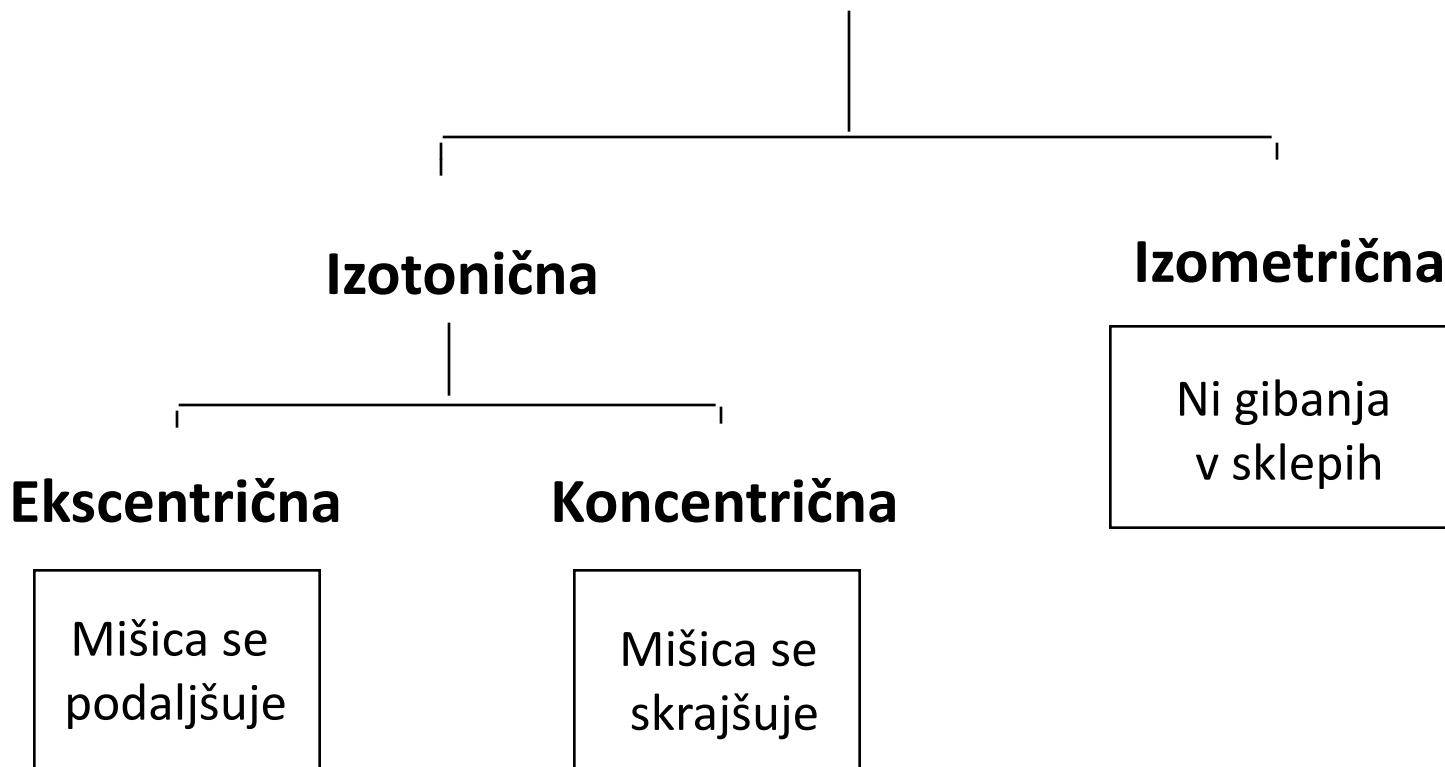 Izotonična
Izometrična
Ni gibanja
v sklepih
Ekscentrična
Koncentrična
Mišica se
podaljšuje
Mišica se
skrajšuje